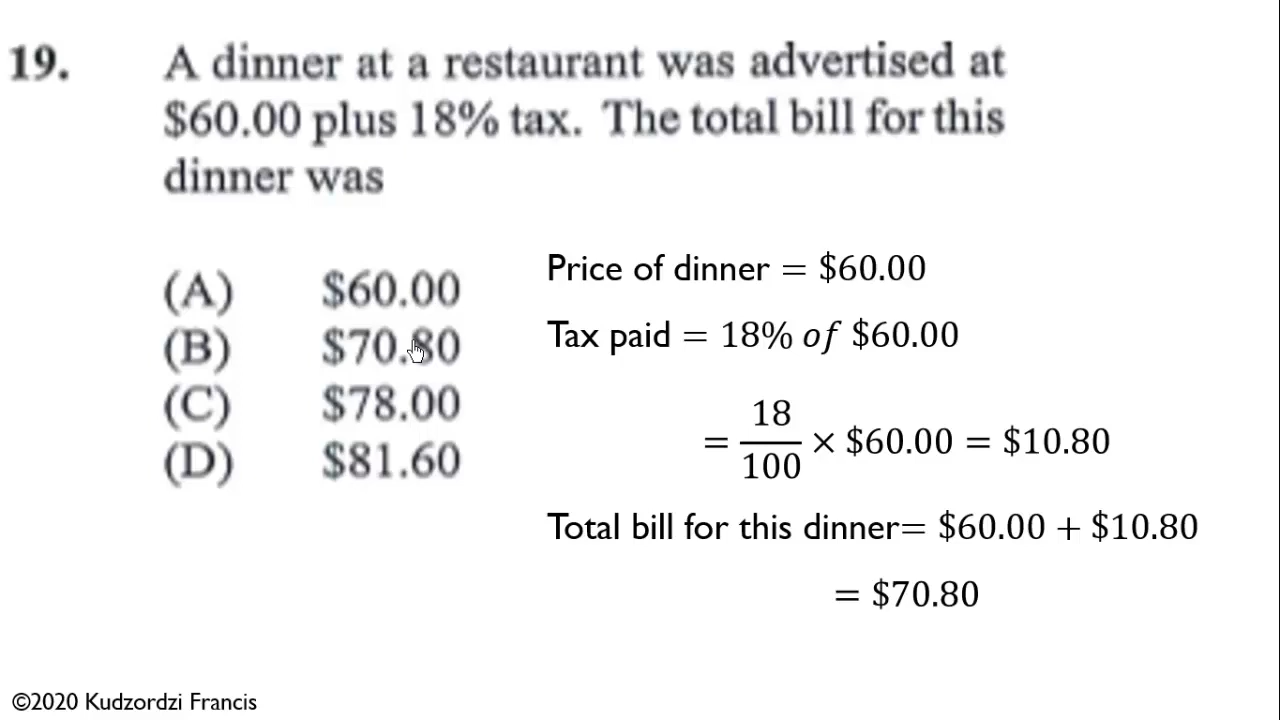 19. A dinner at a restaurant was advertised at
$60.00 plus 18% tax. The total bill for this
dinner was
(A) $60.00
(B) $70.80
(C) $78.00
(D) $81.60
Price of dinner = $60.00
Tax paid = 18% of $60.00
= 18/100 × $60.00 = $10.80
Total bill for this dinner= $60.00 + $10.80
= $70.80
©2020 Kudzordzi Francis